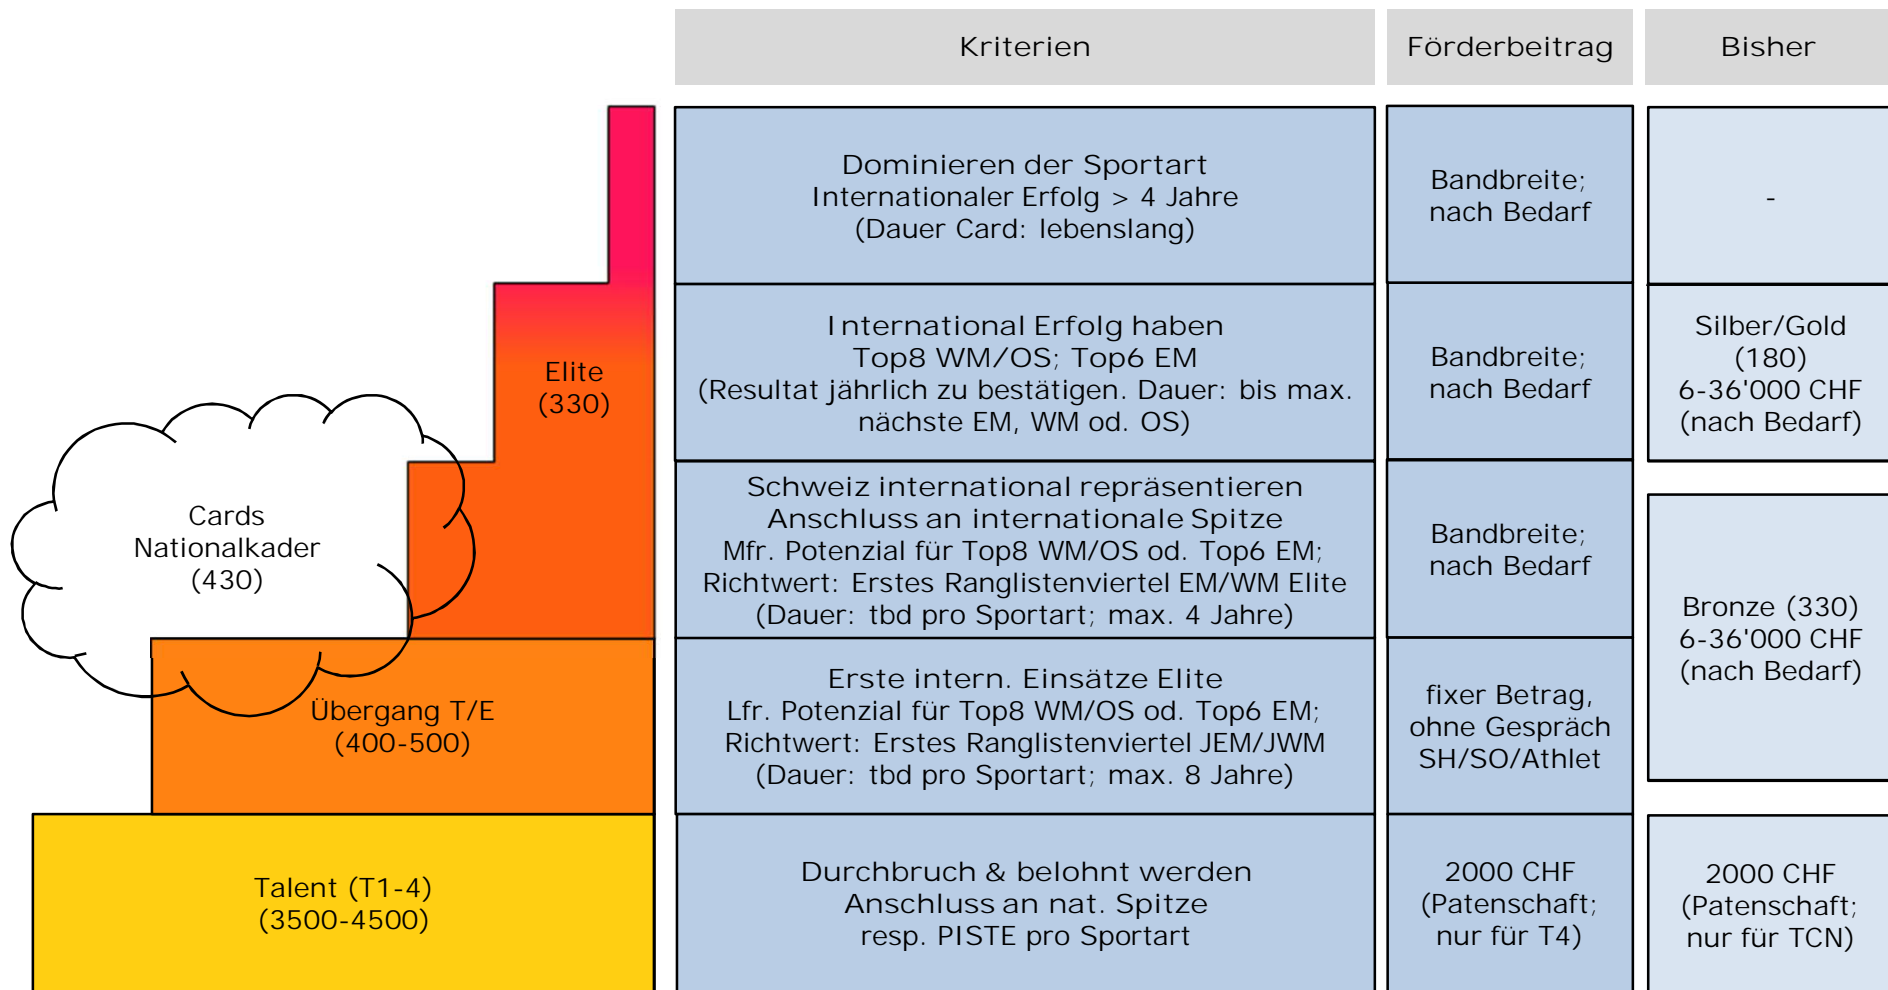 Kriterien
Förderbeitrag
Bisher
Dominieren der Sportart
Internationaler Erfolg > 4 Jahre
(Dauer Card: lebenslang)
Bandbreite;
nach Bedarf
-
Elite
(330)
International Erfolg haben
Top8 WM/OS; Top6 EM
(Resultat jährlich zu bestätigen. Dauer: bis max.
nächste EM, WM od. OS)
Bandbreite;
nach Bedarf
Silber/Gold
(180)
6-36'000 CHF
(nach Bedarf)
Cards
Nationalkader
(430)
Schweiz international repräsentieren
Anschluss an internationale Spitze
Mfr. Potenzial für Top8 WM/OS od. Top6 EM;
Richtwert: Erstes Ranglistenviertel EM/WM Elite
(Dauer: tbd pro Sportart; max. 4 Jahre)
Bandbreite;
nach Bedarf
Bronze (330)
6-36'000 CHF
(nach Bedarf)
Übergang T/E
(400-500)
Erste intern. Einsätze Elite
Lfr. Potenzial für Top8 WM/OS od. Top6 EM;
Richtwert: Erstes Ranglistenviertel JEM/JWM
(Dauer: tbd pro Sportart; max. 8 Jahre)
fixer Betrag,
ohne Gespräch
SH/SO/Athlet
Talent (T1-4)
(3500-4500)
Durchbruch & belohnt werden
Anschluss an nat. Spitze
resp. PISTE pro Sportart
2000 CHF
(Patenschaft;
nur für T4)
2000 CHF
(Patenschaft;
nur für TCN)